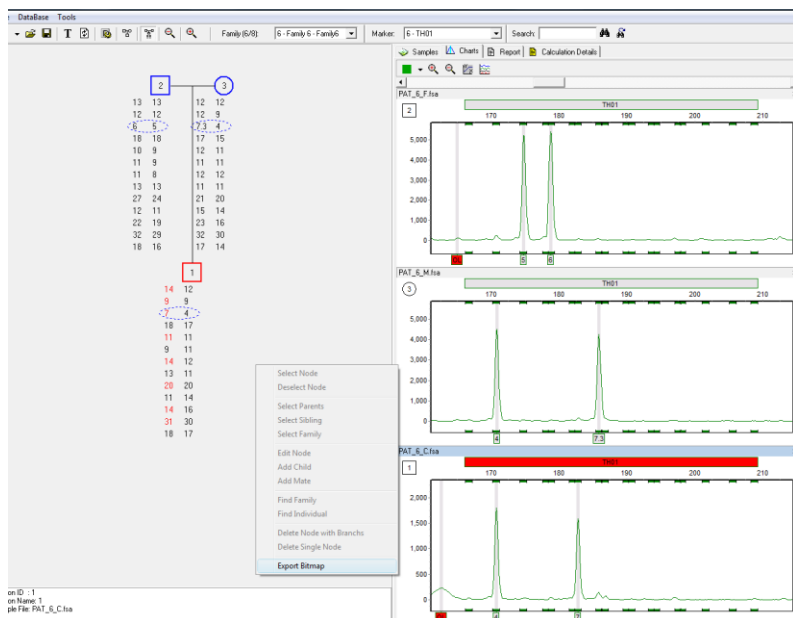 DataBase Tools
T Family (6/8): 6 - Family 6 - Family6 Marker: 6 - TH01 Search:
Samples Charts Report Calculation Details
2 3
13 13 12 12
12 12 12 9
6 5 7.3 4
18 18 17 15
10 9 12 11
11 9 11 11
11 8 12 12
13 13 11 11
27 24 21 20
12 11 15 14
22 19 23 16
32 29 32 30
18 16 17 14
1
14 12
9 9
7 4
18 17
11 11
9 11
14 12
13 11
20 20
11 14
14 16
31 30
18 17
Select Node
Deselect Node
Select Parents
Select Sibling
Select Family
Edit Node
Add Child
Add Mate
Find Family
Find Individual
Delete Node with Branchs
Delete Single Node
Export Bitmap
on ID : 1
on Name: 1
ple File: PAT_6_C.fsa
PAT_6_F.fsa
2 TH01
170 180 190 200 210
5,000
4,000
3,000
2,000
1,000
0
5 6
PAT_6_M.fsa
3 TH01
170 180 190 200 210
5,000
4,000
3,000
2,000
1,000
0
4 7.3
PAT_6_C.fsa
1 TH01
170 180 190 200 210
2,000
1,500
1,000
500
0
4 7